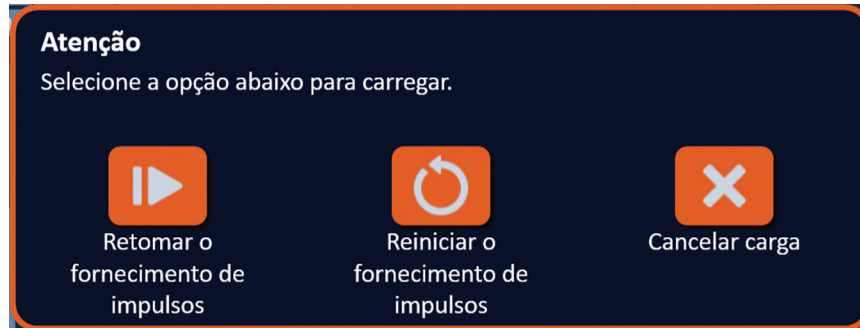 Atenção
Selecione a opção abaixo para carregar.
Retomar o
fornecimento de
impulsos
Reiniciar o
fornecimento de
impulsos
Cancelar carga